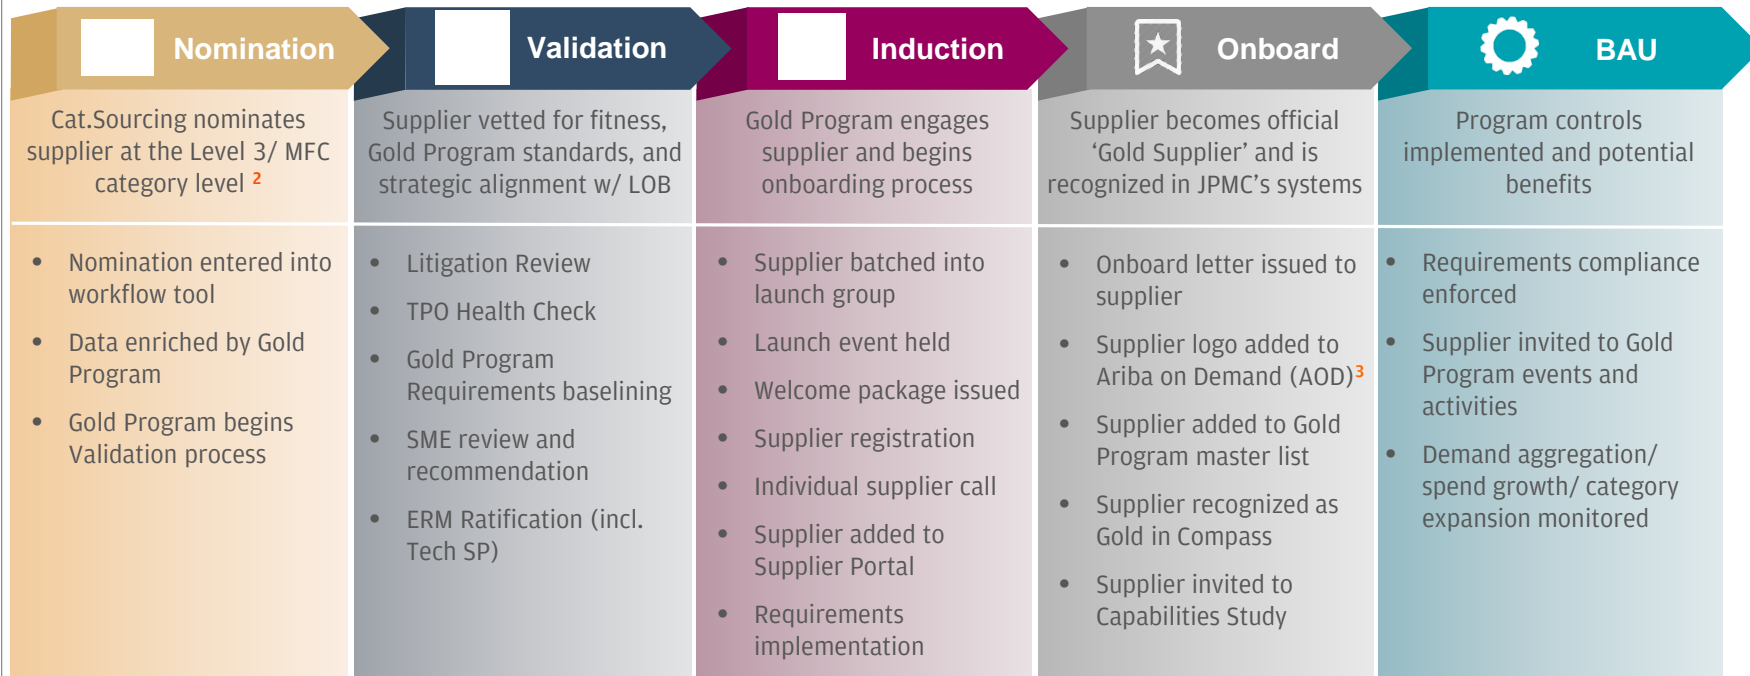 Nomination
Validation
Induction
Onboard
BAU
Cat.Sourcing nominates
supplier at the Level 3/ MFC
category level 2
Supplier vetted for fitness,
Gold Program standards, and
strategic alignment w/ LOB
Gold Program engages
supplier and begins
onboarding process
Supplier becomes official
‘Gold Supplier’ and is
recognized in JPMC’s systems
Program controls
implemented and potential
benefits
• Nomination entered into
workflow tool
• Data enriched by Gold
Program
• Gold Program begins
Validation process
• Litigation Review
• TPO Health Check
• Gold Program
Requirements baselining
• SME review and
recommendation
• ERM Ratification (incl.
Tech SP)
• Supplier batched into
launch group
• Launch event held
• Welcome package issued
• Supplier registration
• Individual supplier call
• Supplier added to
Supplier Portal
• Requirements
implementation
• Onboard letter issued to
supplier
• Supplier logo added to
Ariba on Demand (AOD)3
• Supplier added to Gold
Program master list
• Supplier recognized as
Gold in Compass
• Supplier invited to
Capabilities Study
• Requirements compliance
enforced
• Supplier invited to Gold
Program events and
activities
• Demand aggregation/
spend growth/ category
expansion monitored